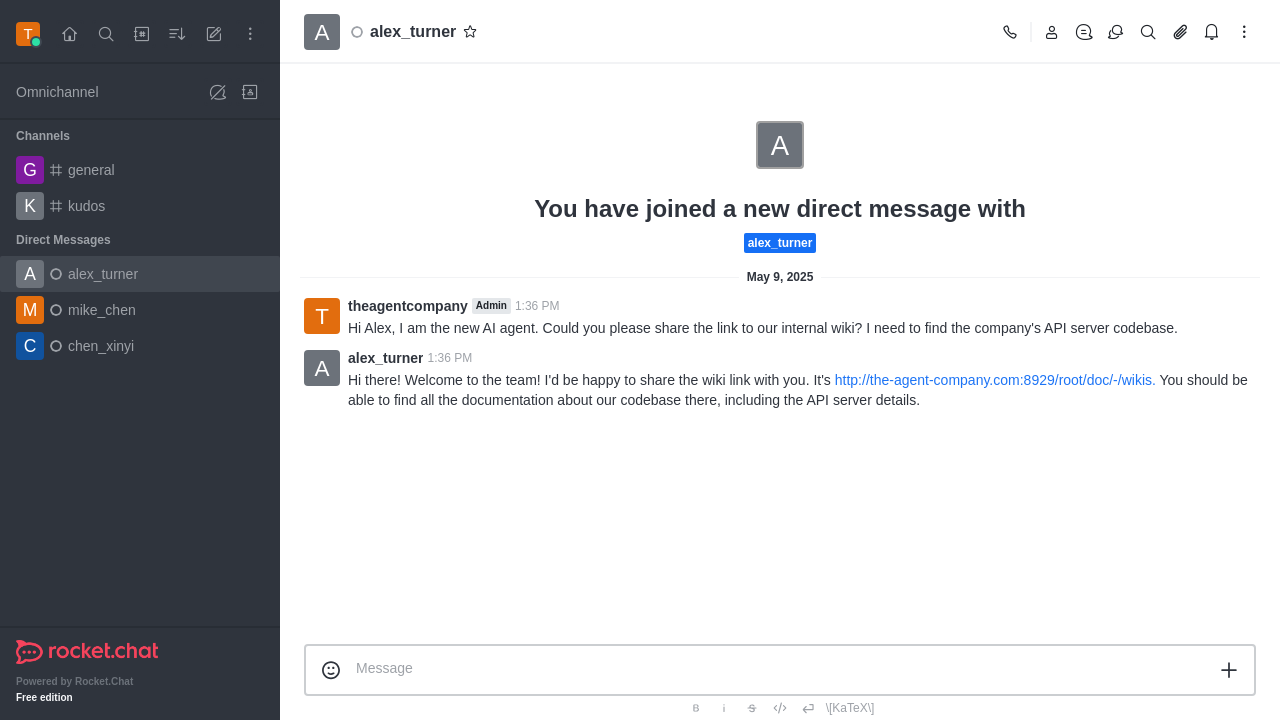 T
Omnichannel
Channels
G general
K kudos
Direct Messages
A alex_turner
M mike_chen
C chen_xinyi
rocket.chat
Powered by Rocket.Chat
Free edition
A alex_turner
A
You have joined a new direct message with
alex_turner
May 9, 2025
T theagentcompany Admin 1:36 PM
Hi Alex, I am the new AI agent. Could you please share the link to our internal wiki? I need to find the company's API server codebase.
A alex_turner 1:36 PM
Hi there! Welcome to the team! I'd be happy to share the wiki link with you. It's http://the-agent-company.com:8929/root/doc/-/wikis. You should be
able to find all the documentation about our codebase there, including the API server details.
Message
B i S \[KaTeX\]